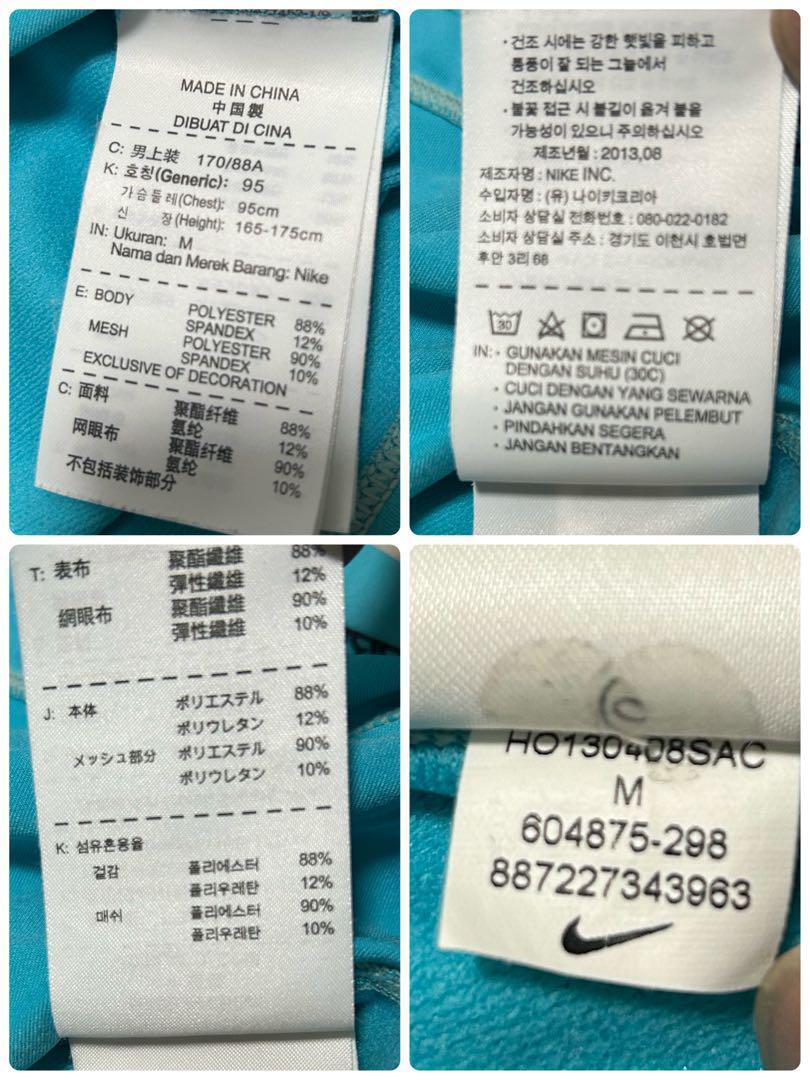 MADE IN CHINA
中国製
DIBUAT DI CINA
C: 男上装 170/88A
K: 호칭(Generic): 95
가슴둘레(Chest): 95cm
신 장(Height): 165-175cm
IN: Ukuran: M
Nama dan Merek Barang: Nike
E: BODY POLYESTER 88%
SPANDEX 12%
MESH POLYESTER 90%
SPANDEX 10%
EXCLUSIVE OF DECORATION
C: 面料 聚酯纤维 88%
氨纶 12%
网眼布 聚酯纤维 90%
氨纶 10%
不包括装饰部分
・건조 시에는 강한 햇빛을 피하고
통풍이 잘 되는 그늘에서
건조하십시오
・불꽃 접근 시 불길이 옮겨 붙을
가능성이 있으니 주의하십시오
제조년월 : 2013,08
제조자명 : NIKE INC.
수입자명 : (유) 나이키코리아
소비자 상담실 전화번호 : 080-022-0182
소비자 상담실 주소 : 경기도 이천시 호법면
후안 3리 68
30
IN: • GUNAKAN MESIN CUCI
DENGAN SUHU (30C)
• CUCI DENGAN YANG SEWARNA
• JANGAN GUNAKAN PELEMBUT
• PINDAHKAN SEGERA
• JANGAN BENTANGKAN
T: 表布 聚酯纖維 88%
彈性纖維 12%
網眼布 聚酯纖維 90%
彈性纖維 10%
J: 本体 ポリエステル 88%
ポリウレタン 12%
メッシュ部分 ポリエステル 90%
ポリウレタン 10%
K: 섬유혼용율
겉감 폴리에스터 88%
폴리우레탄 12%
매쉬 폴리에스터 90%
폴리우레탄 10%
HO130408SAC
M
604875-298
887227343963